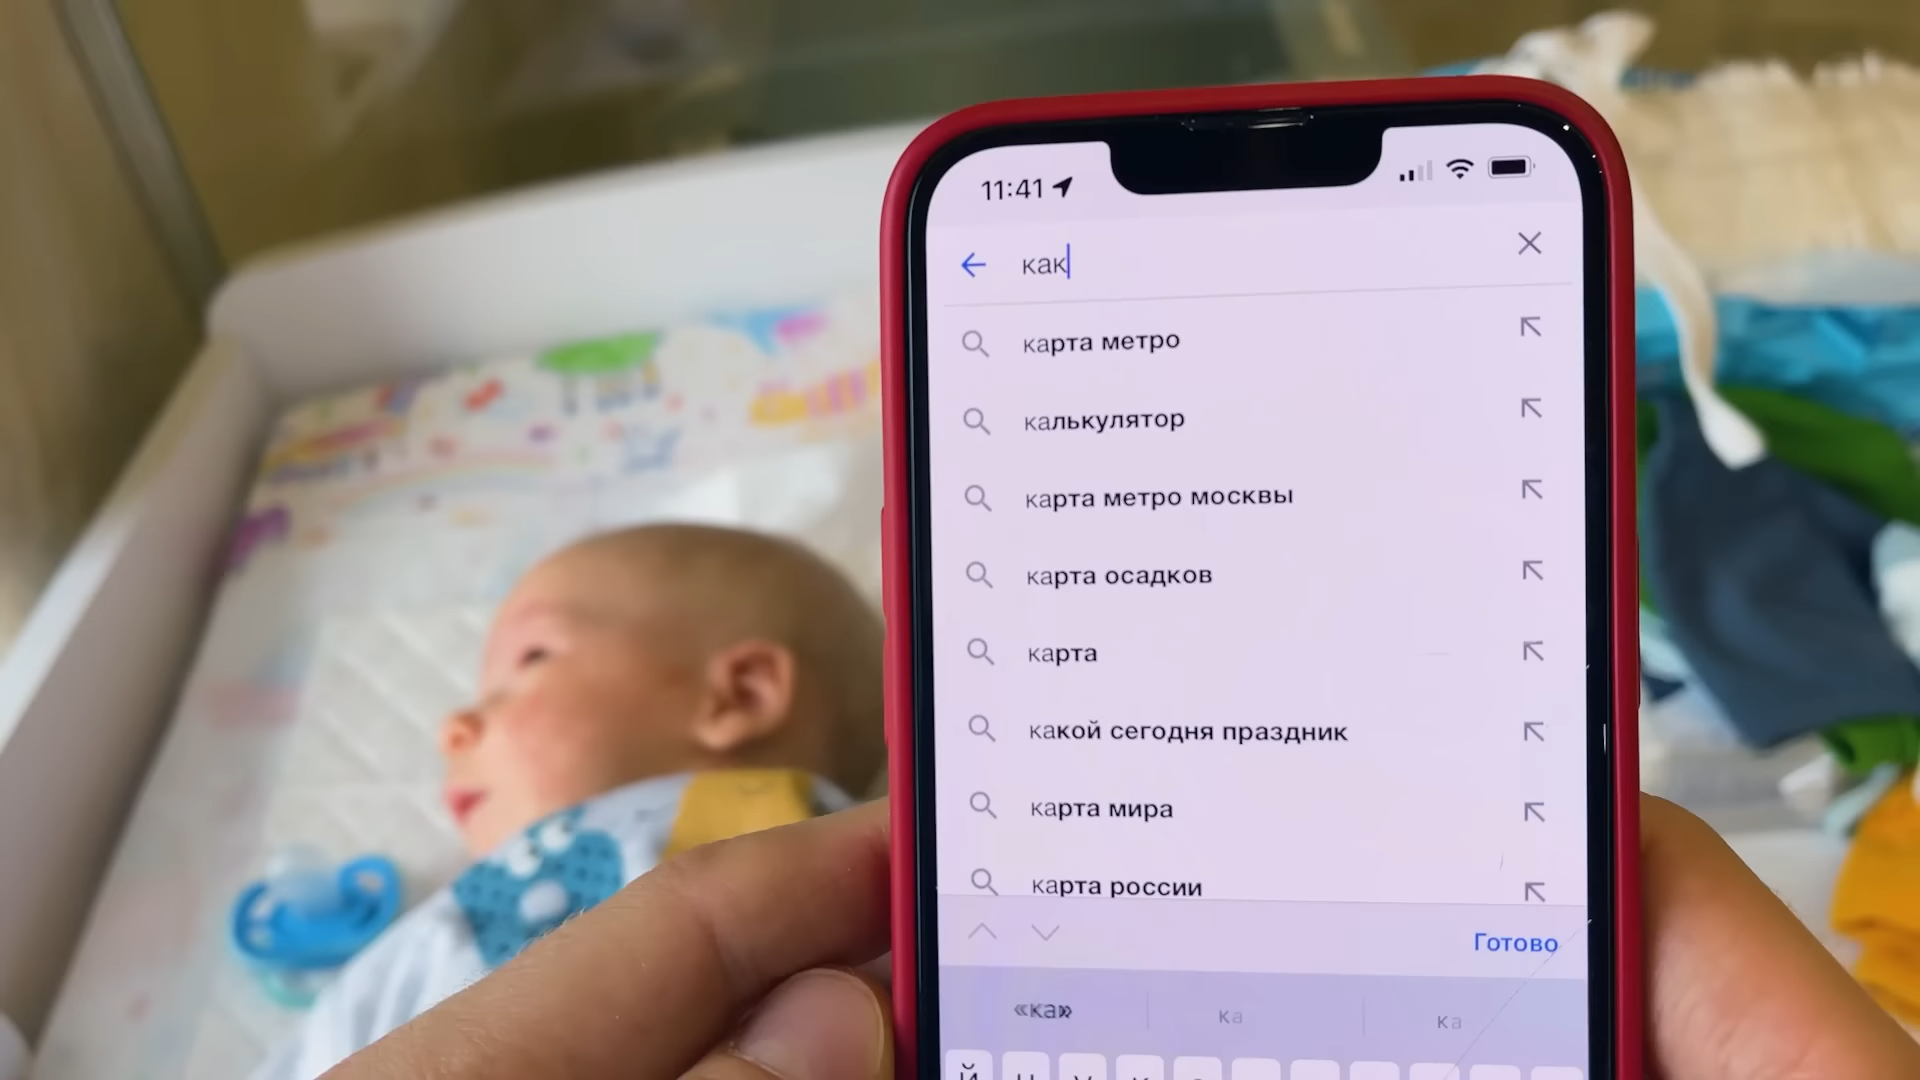 11:41
как
карта метро
калькулятор
карта метро москвы
карта осадков
карта
какой сегодня праздник
карта мира
карта россии
Готово
«ка» ка ка
й ц у к